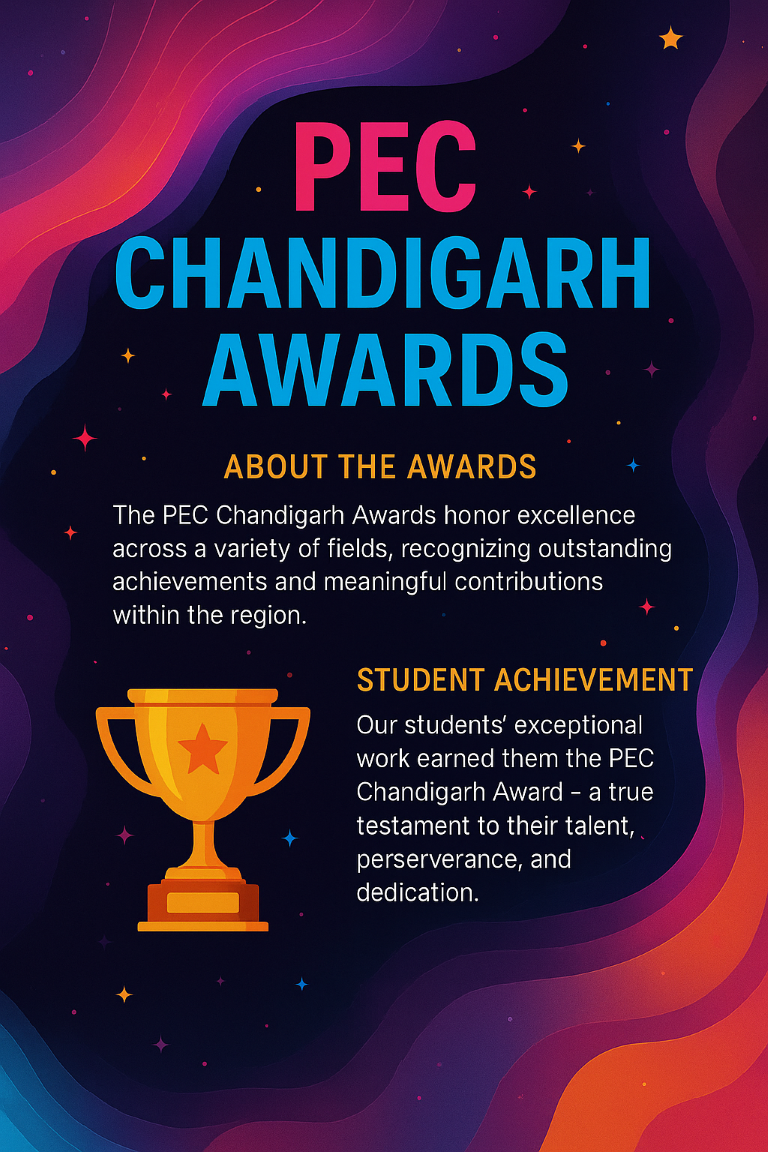 PEC
CHANDIGARH
AWARDS
ABOUT THE AWARDS
The PEC Chandigarh Awards honor excellence
across a variety of fields, recognizing outstanding
achievements and meaningful contributions
within the region.
STUDENT ACHIEVEMENT
Our students’ exceptional
work earned them the PEC
Chandigarh Award – a true
testament to their talent,
perserverance, and
dedication.